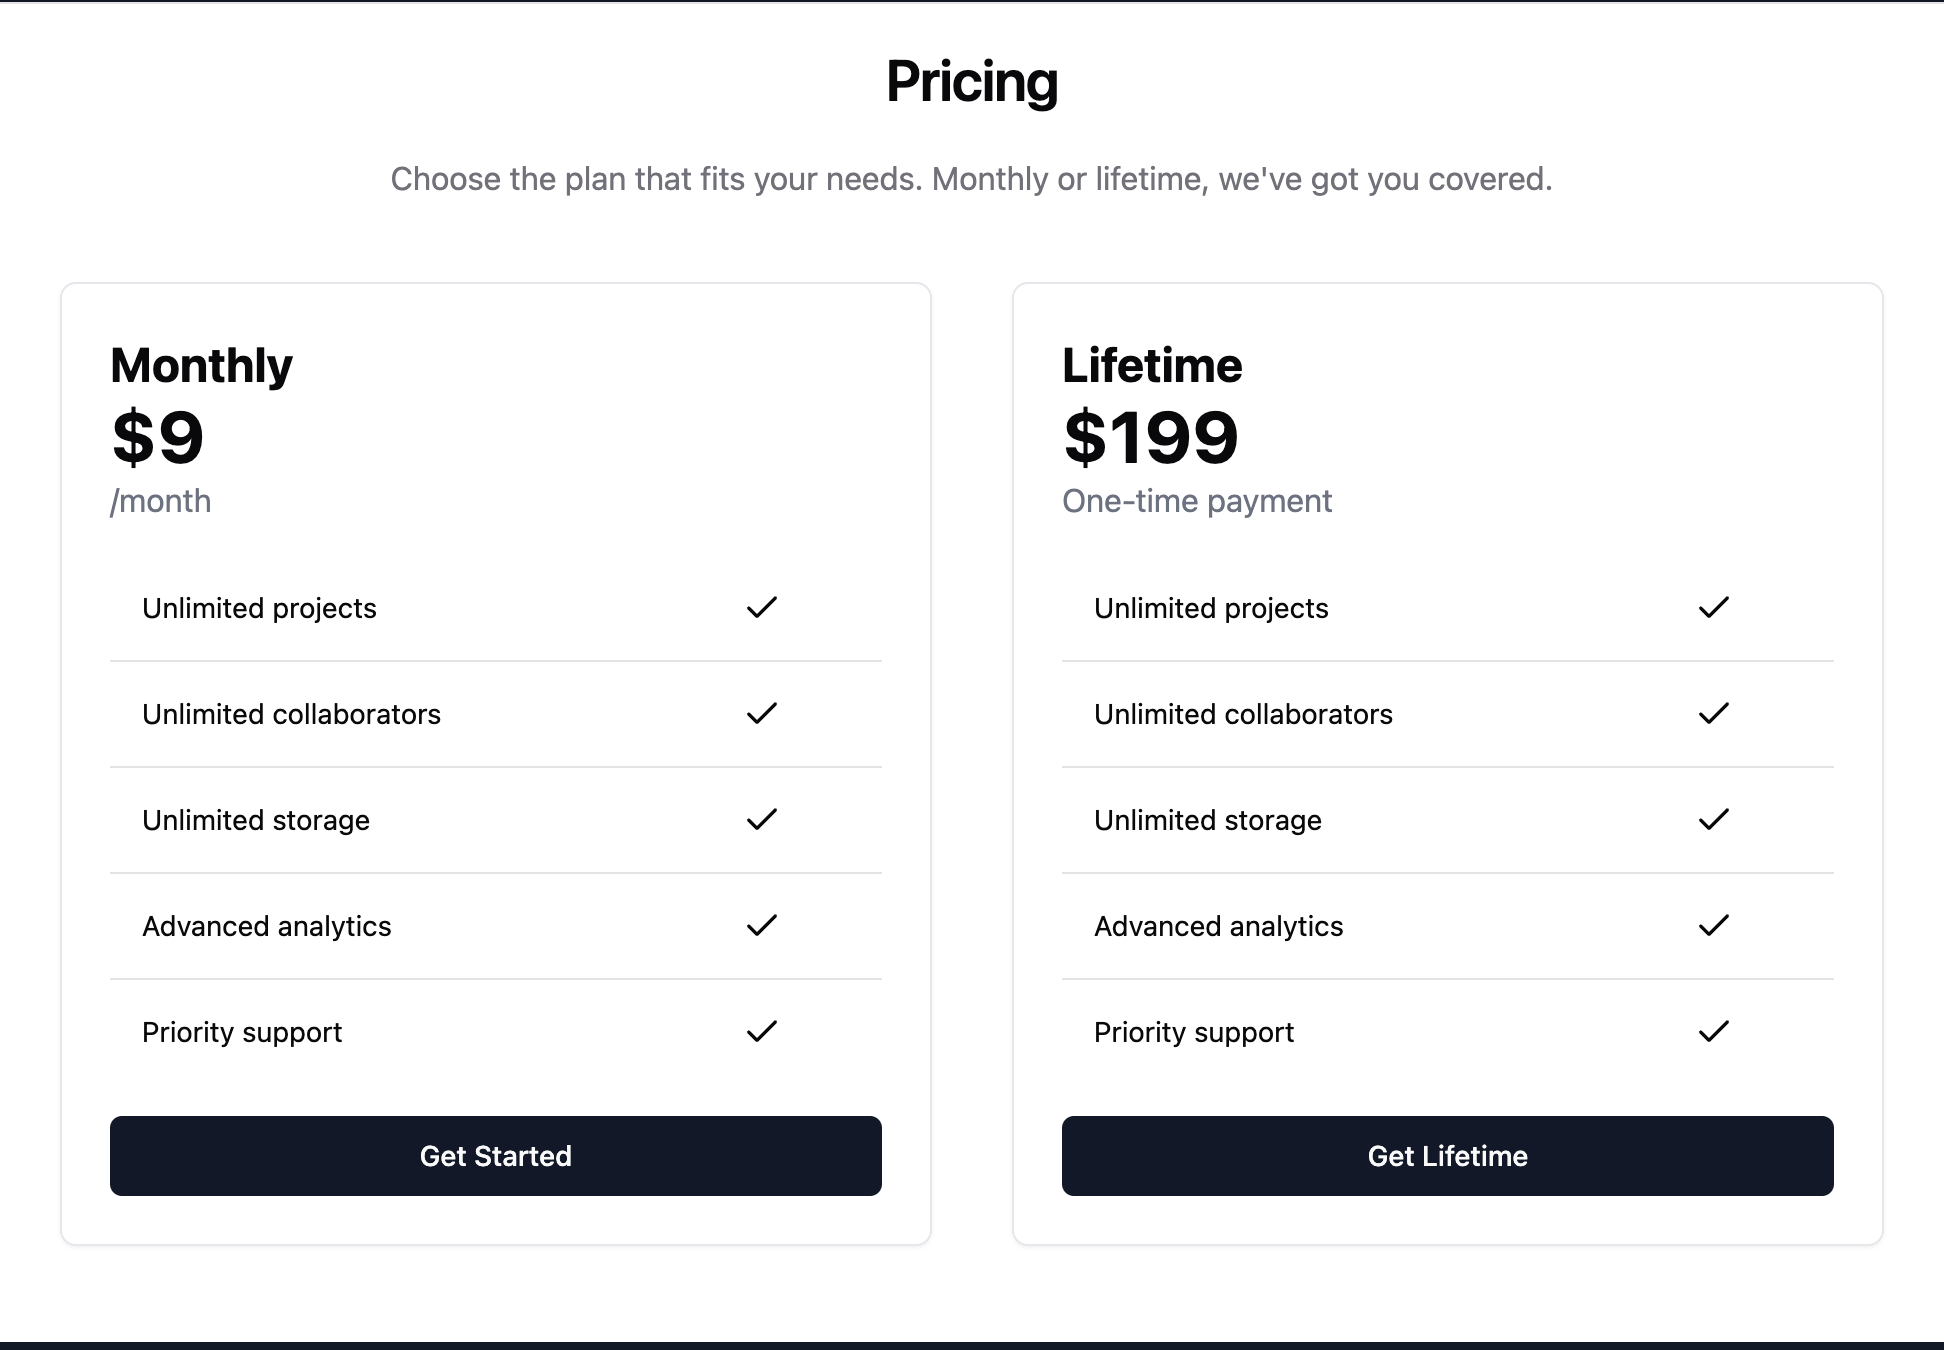 Pricing
Choose the plan that fits your needs. Monthly or lifetime, we've got you covered.
Monthly
$9
/month
Unlimited projects
Unlimited collaborators
Unlimited storage
Advanced analytics
Priority support
Get Started
Lifetime
$199
One-time payment
Unlimited projects
Unlimited collaborators
Unlimited storage
Advanced analytics
Priority support
Get Lifetime